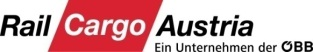 Rail Cargo Austria
Ein Unternehmen der ÖBB